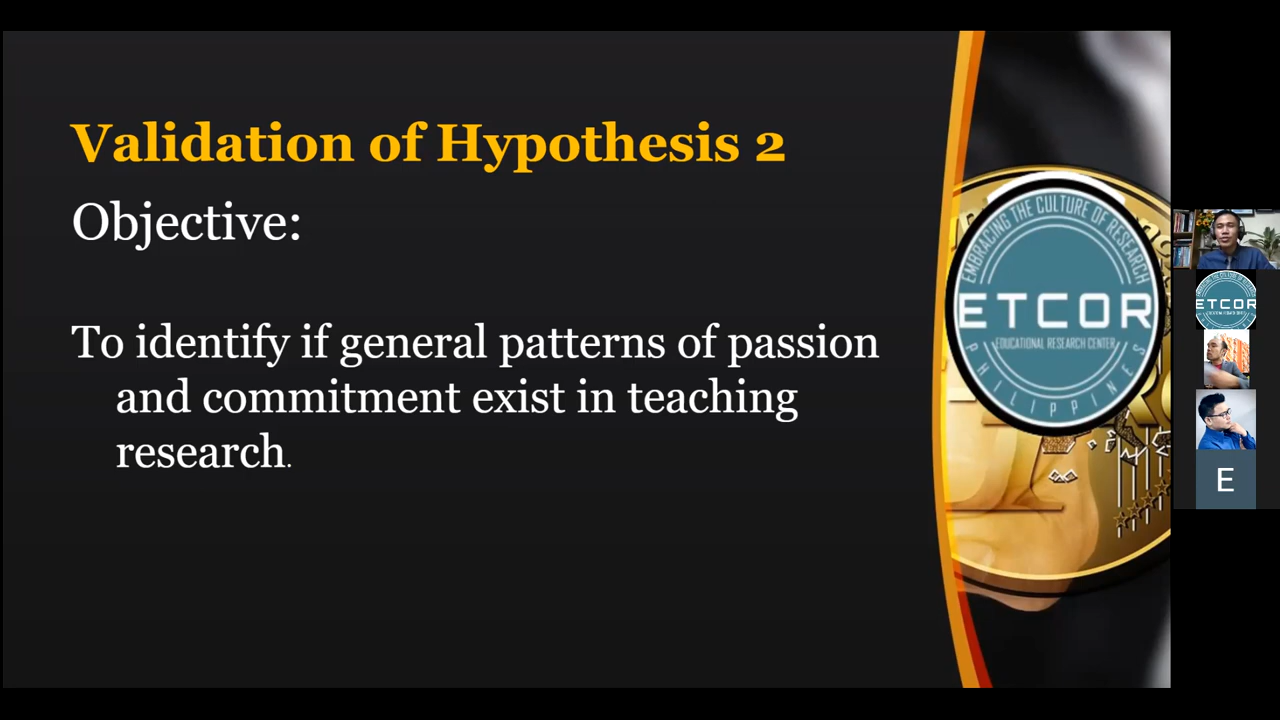 Validation of Hypothesis 2
Objective:
To identify if general patterns of passion
and commitment exist in teaching
research.
EMBRACING THE CULTURE OF RESEARCH
ETCOR
EDUCATIONAL RESEARCH CENTER
PHILIPPINES
ETCOR
E